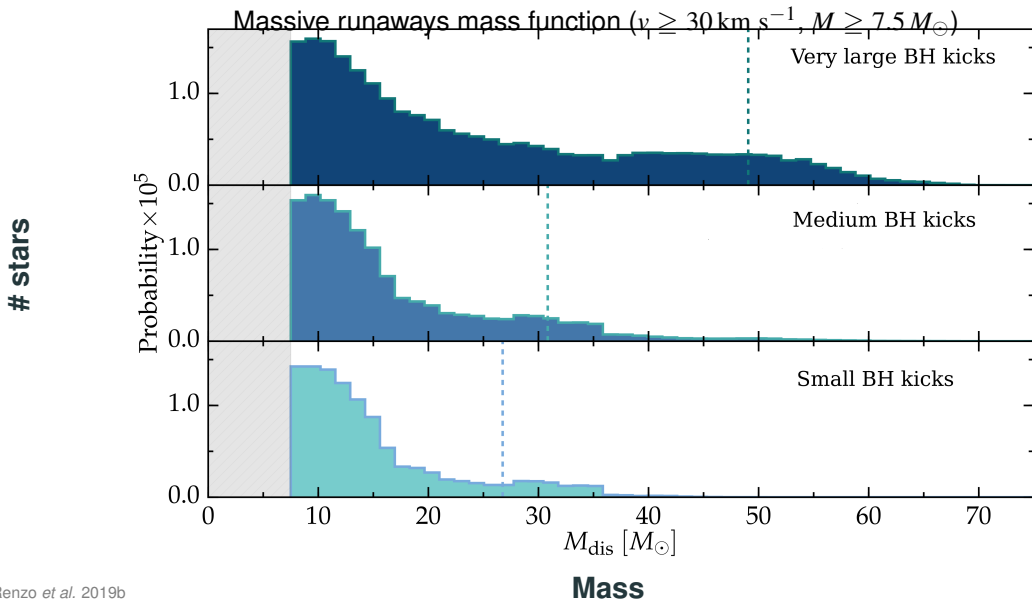 Massive runaways mass function (v ≥ 30 km s⁻¹, M ≥ 7.5 M☉)
Very large BH kicks
1.0
0.0
Medium BH kicks
1.0
0.0
Small BH kicks
1.0
0.0
Probability×10⁵
# stars
0 10 20 30 40 50 60 70
M_dis [M☉]
Mass
Renzo et al. 2019b